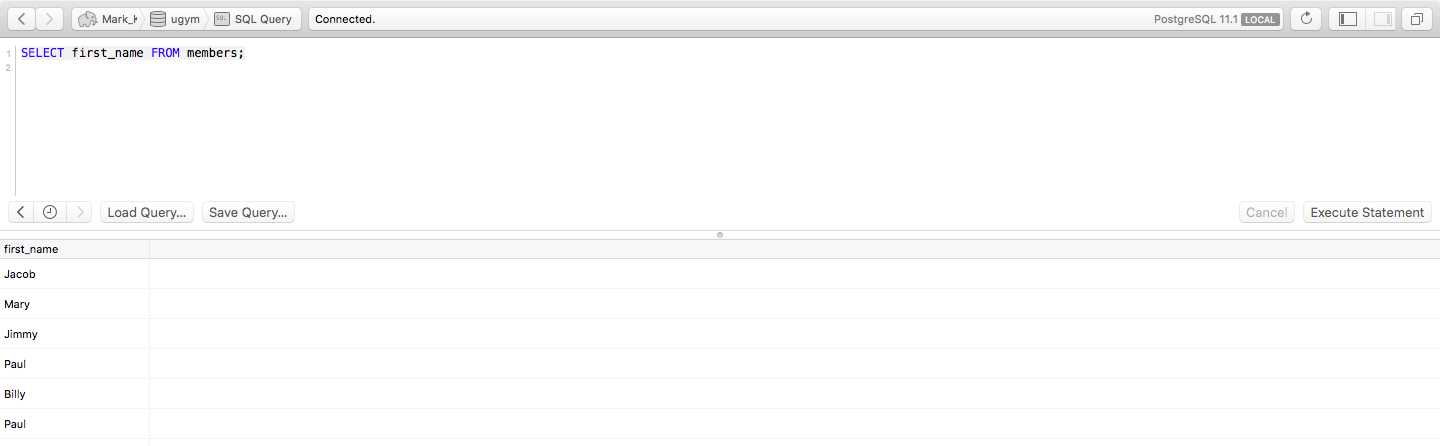 Mark_K ugym SQL SQL Query Connected. PostgreSQL 11.1 LOCAL
1 SELECT first_name FROM members;
2
Load Query... Save Query... Cancel Execute Statement
first_name
Jacob
Mary
Jimmy
Paul
Billy
Paul